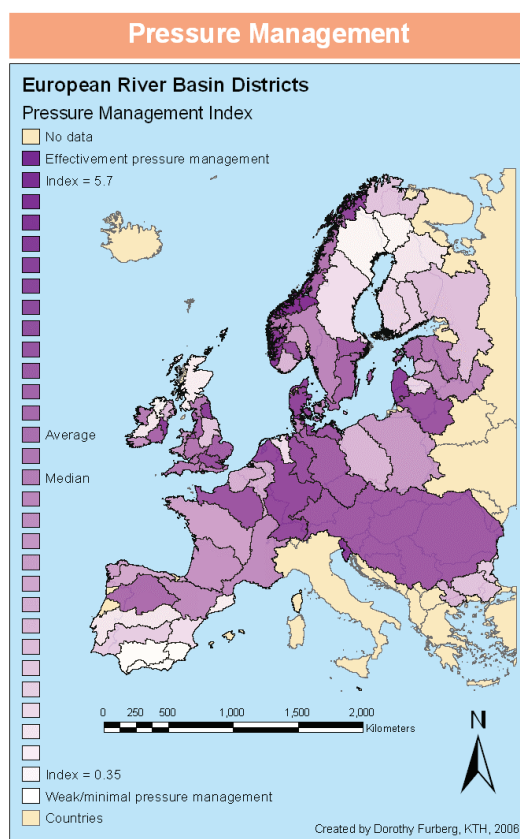 Pressure Management
European River Basin Districts
Pressure Management Index
No data
Effectivement pressure management
Index = 5.7
Average
Median
Index = 0.35
Weak/minimal pressure management
Countries
0 250 500 1,000 1,500 2,000
Kilometers
N
Created by Dorothy Furberg, KTH, 2006